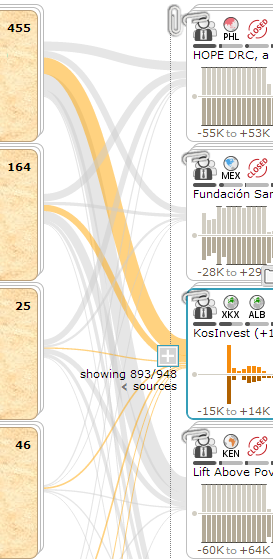 455
PHL
CLOSED
HOPE DRC, a
-55K to +53K
164
MEX
CLOSED
Fundación San
-28K to +29
25
XKX ALB
KosInvest (+1
-15K to +14K
showing 893/948
< sources
46
KEN
CLOSED
Lift Above Pov
-60K to +64K